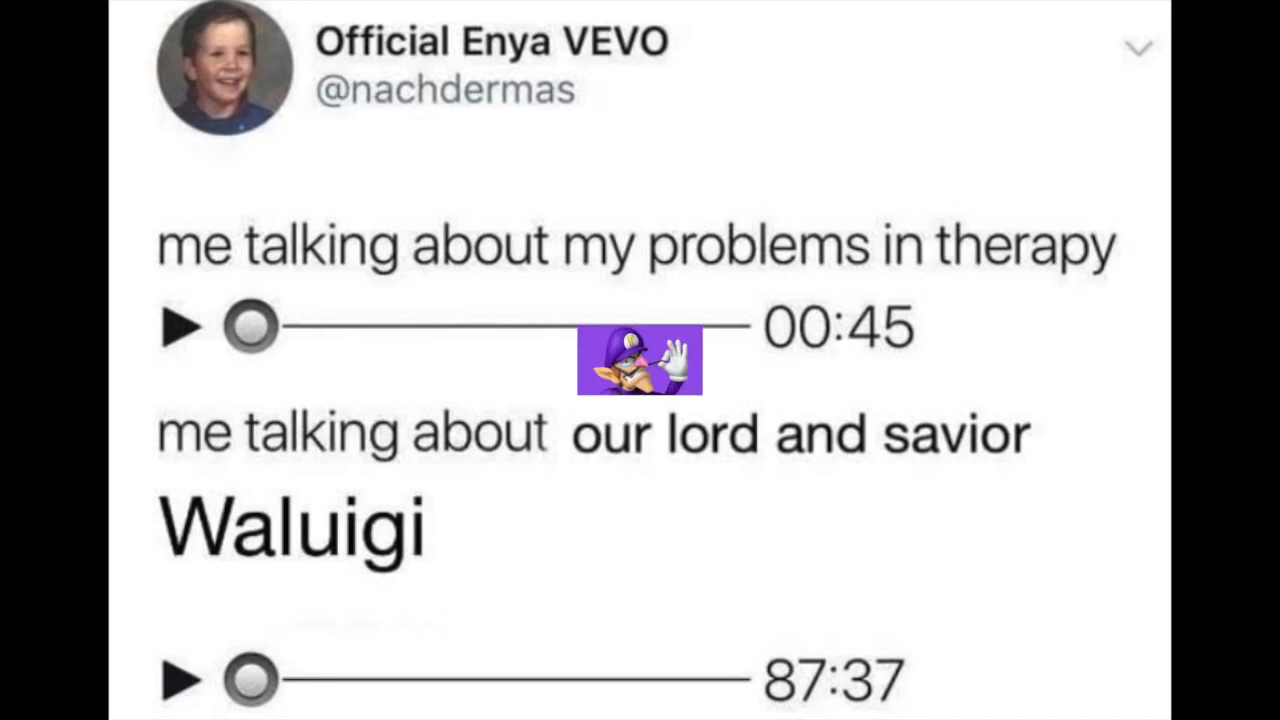 Official Enya VEVO
@nachdermas
me talking about my problems in therapy
00:45
me talking about our lord and savior
Waluigi
87:37